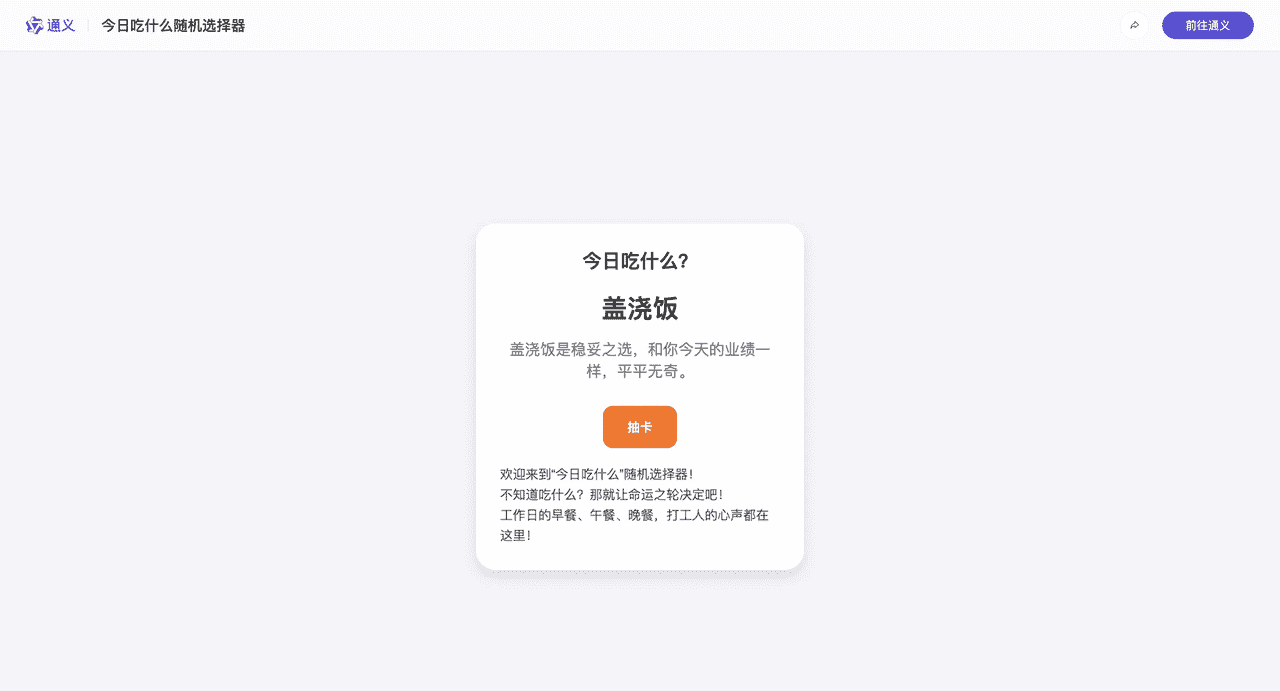 通义
今日吃什么随机选择器
前往通义
今日吃什么?
盖浇饭
盖浇饭是稳妥之选，和你今天的业绩一
样，平平无奇。
抽卡
欢迎来到“今日吃什么”随机选择器！
不知道吃什么？那就让命运之轮决定吧！
工作日的早餐、午餐、晚餐，打工人的心声都在
这里！